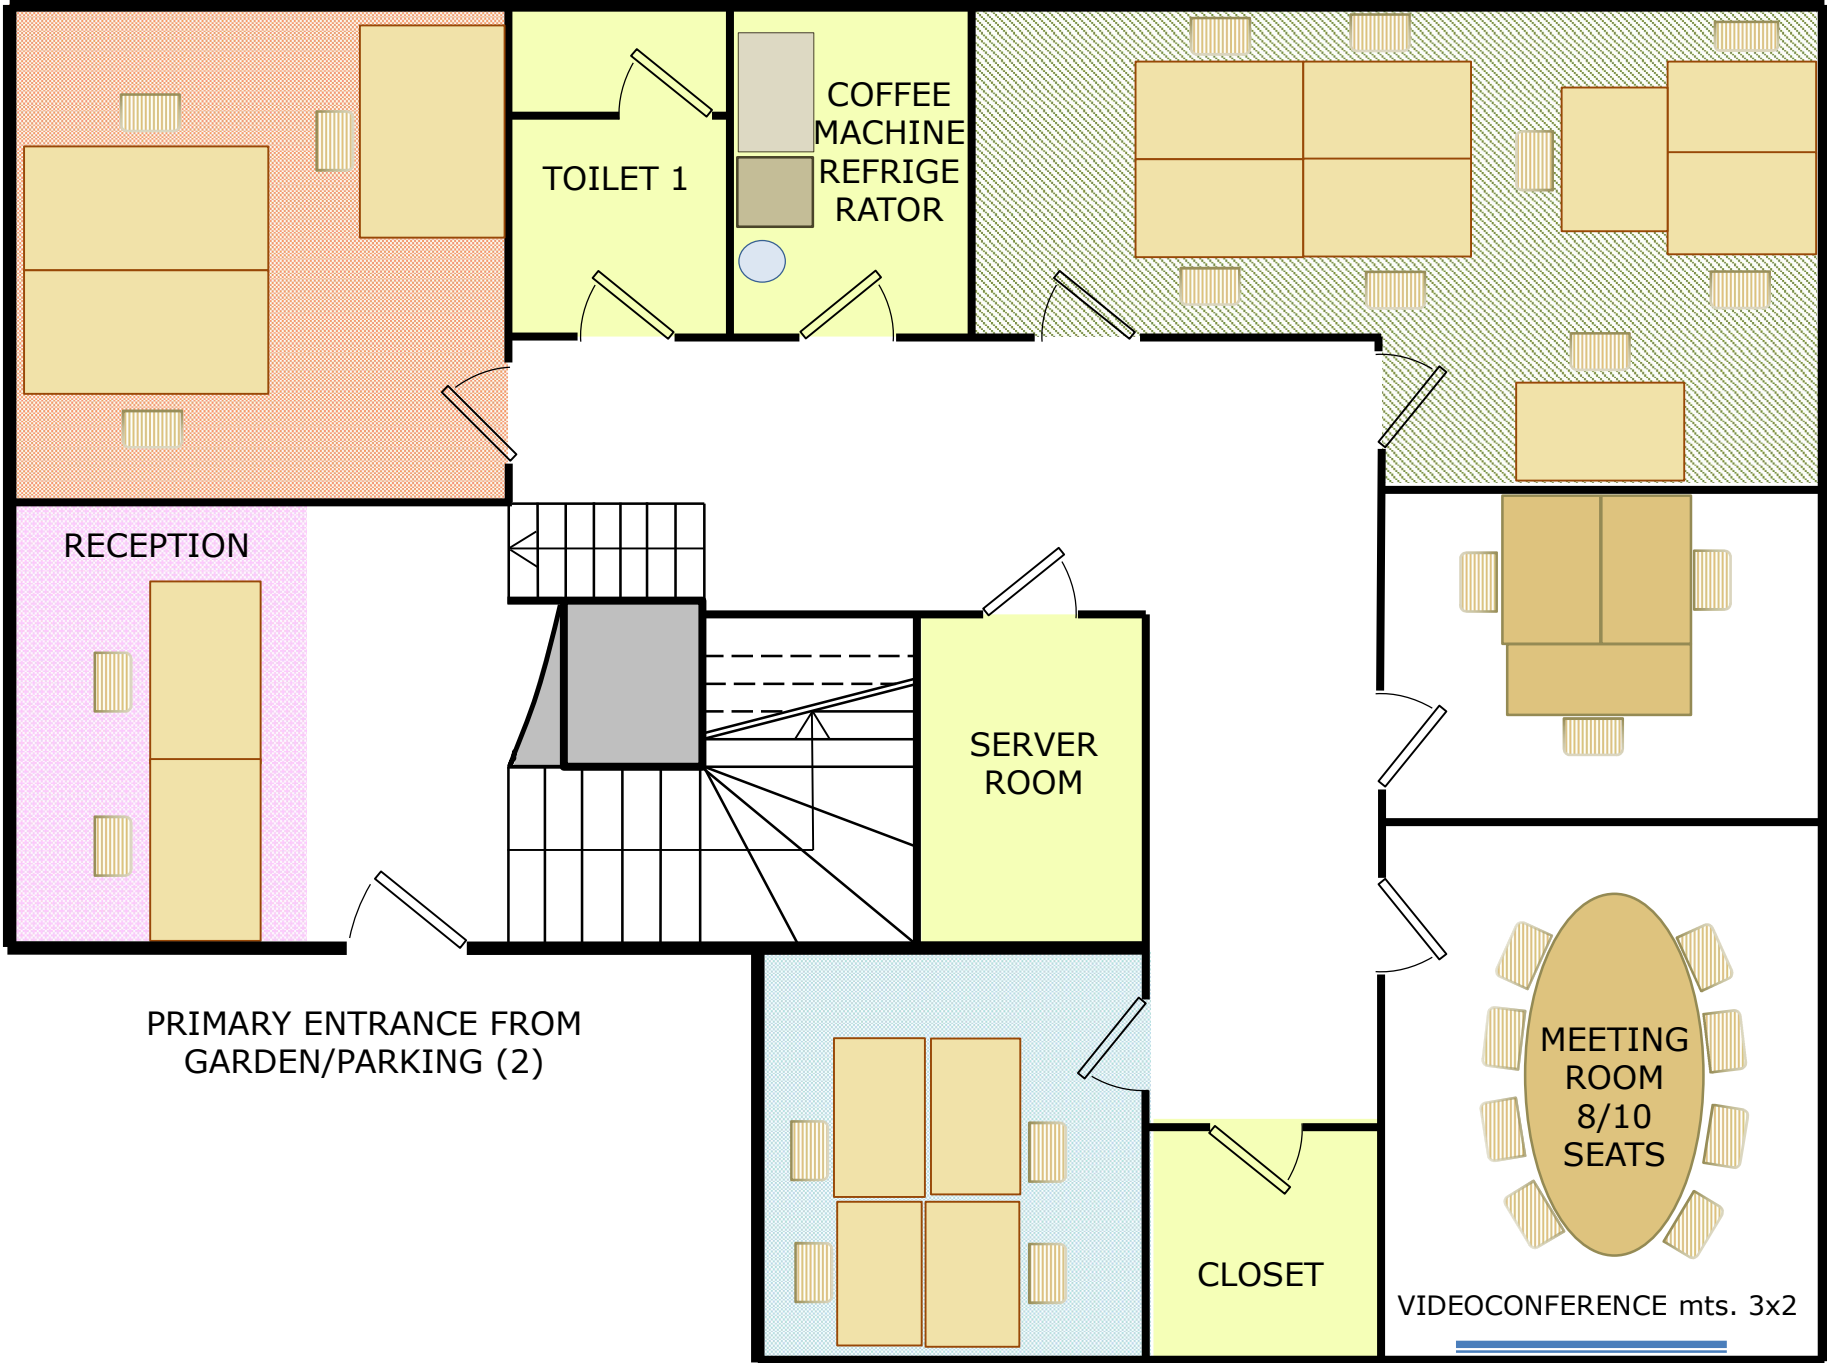 COFFEE
MACHINE
REFRIGE
RATOR
TOILET 1
RECEPTION
SERVER
ROOM
PRIMARY ENTRANCE FROM
GARDEN/PARKING (2)
MEETING
ROOM
8/10
SEATS
CLOSET
VIDEOCONFERENCE mts. 3x2